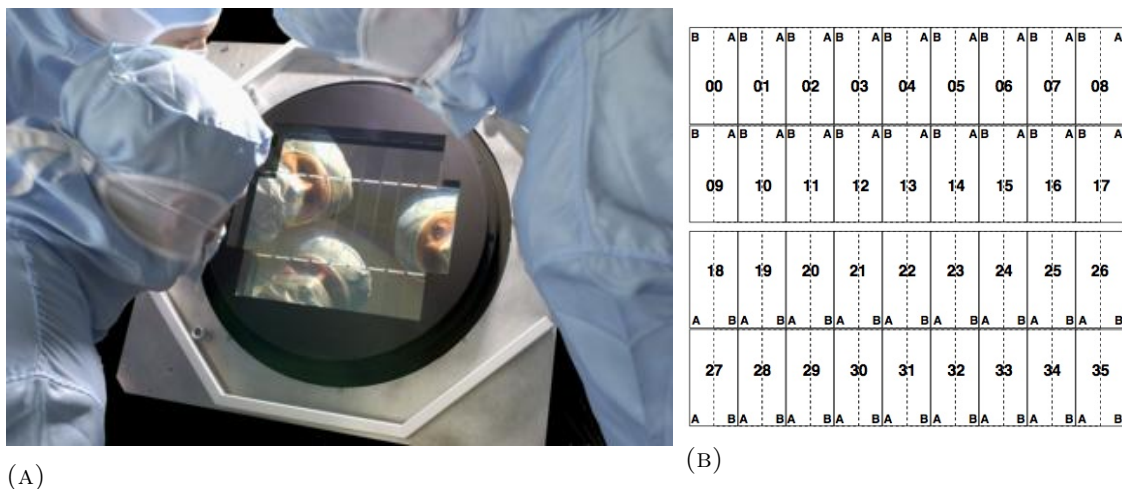 B A B A B A B A B A B A B A B A B A
00 01 02 03 04 05 06 07 08
B A B A B A B A B A B A B A B A B A
09 10 11 12 13 14 15 16 17
18 19 20 21 22 23 24 25 26
A B A B A B A B A B A B A B A B A B
27 28 29 30 31 32 33 34 35
A B A B A B A B A B A B A B A B A B
(A)
(B)